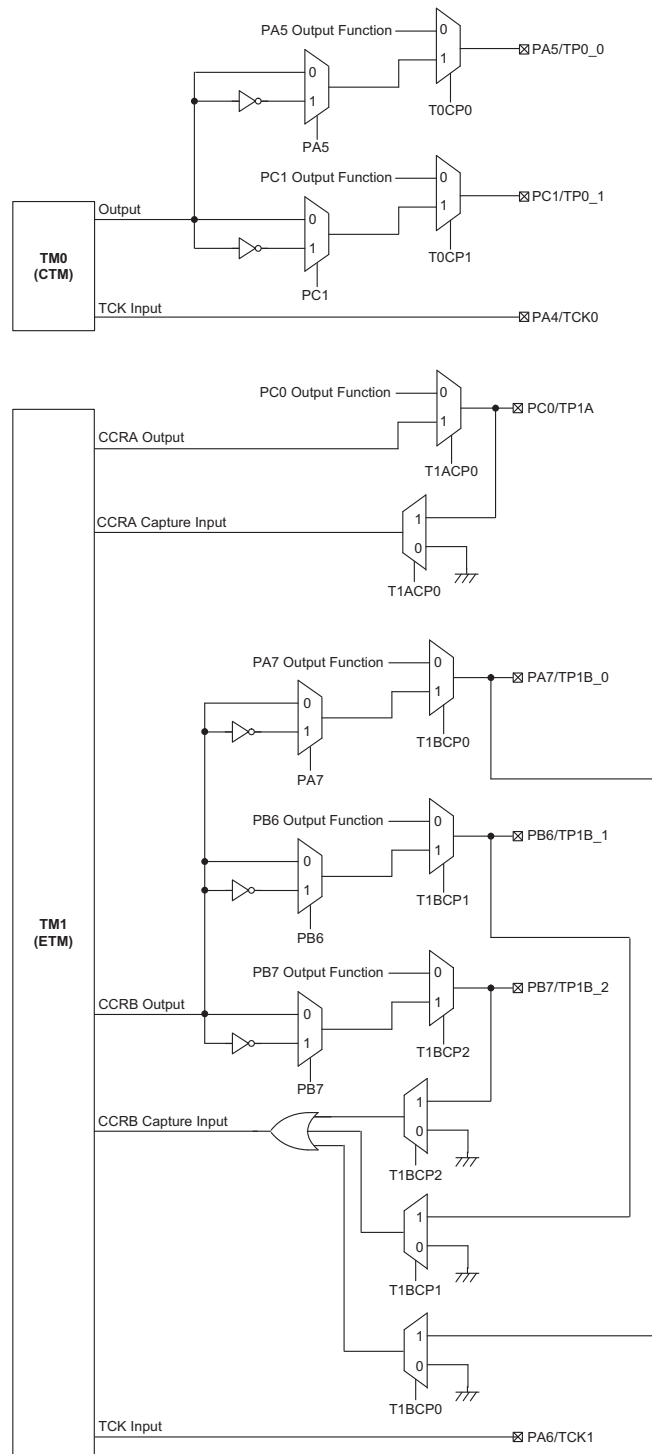 PA5 Output Function
0
1
PA5/TP0_0
0
1
T0CP0
PA5
PC1 Output Function
0
1
PC1/TP0_1
Output
0
1
T0CP1
TM0
(CTM)
PC1
TCK Input
PA4/TCK0
PC0 Output Function
0
1
PC0/TP1A
CCRA Output
T1ACP0
CCRA Capture Input
1
0
T1ACP0
PA7 Output Function
0
1
PA7/TP1B_0
0
1
T1BCP0
PA7
PB6 Output Function
0
1
PB6/TP1B_1
0
1
T1BCP1
PB6
TM1
(ETM)
PB7 Output Function
0
1
PB7/TP1B_2
CCRB Output
0
1
T1BCP2
PB7
CCRB Capture Input
1
0
T1BCP2
1
0
T1BCP1
1
0
T1BCP0
TCK Input
PA6/TCK1